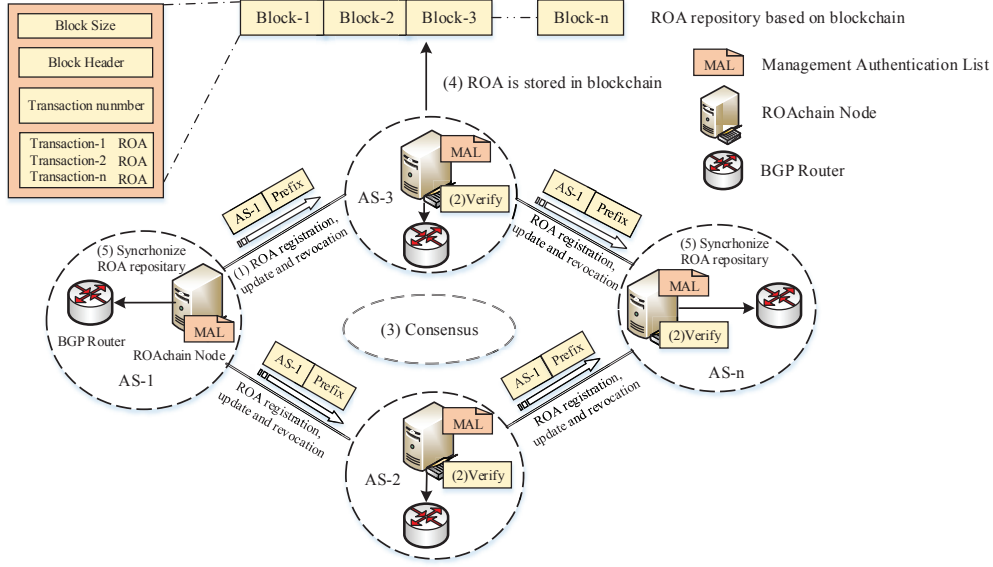 Block-1 Block-2 Block-3 Block-n
ROA repository based on blockchain
Block Size
Block Header
Transaction nunmber
Transaction-1 ROA
Transaction-2 ROA
Transaction-n ROA
(4) ROA is stored in blockchain
MAL Management Authentication List
ROAchain Node
BGP Router
MAL
(2)Verify
AS-3
AS-1 Prefix
(1) ROA registration,
update and revocation
AS-1 Prefix
ROA registration,
update and revocation
(5) Syncrhonize
ROA repositary
MAL
BGP Router
ROAchain Node
AS-1
(3) Consensus
(5) Syncrhonize
ROA repositary
MAL
(2)Verify
AS-n
AS-1 Prefix
ROA registration,
update and revocation
AS-1 Prefix
ROA registration,
update and revocation
MAL
(2)Verify
AS-2